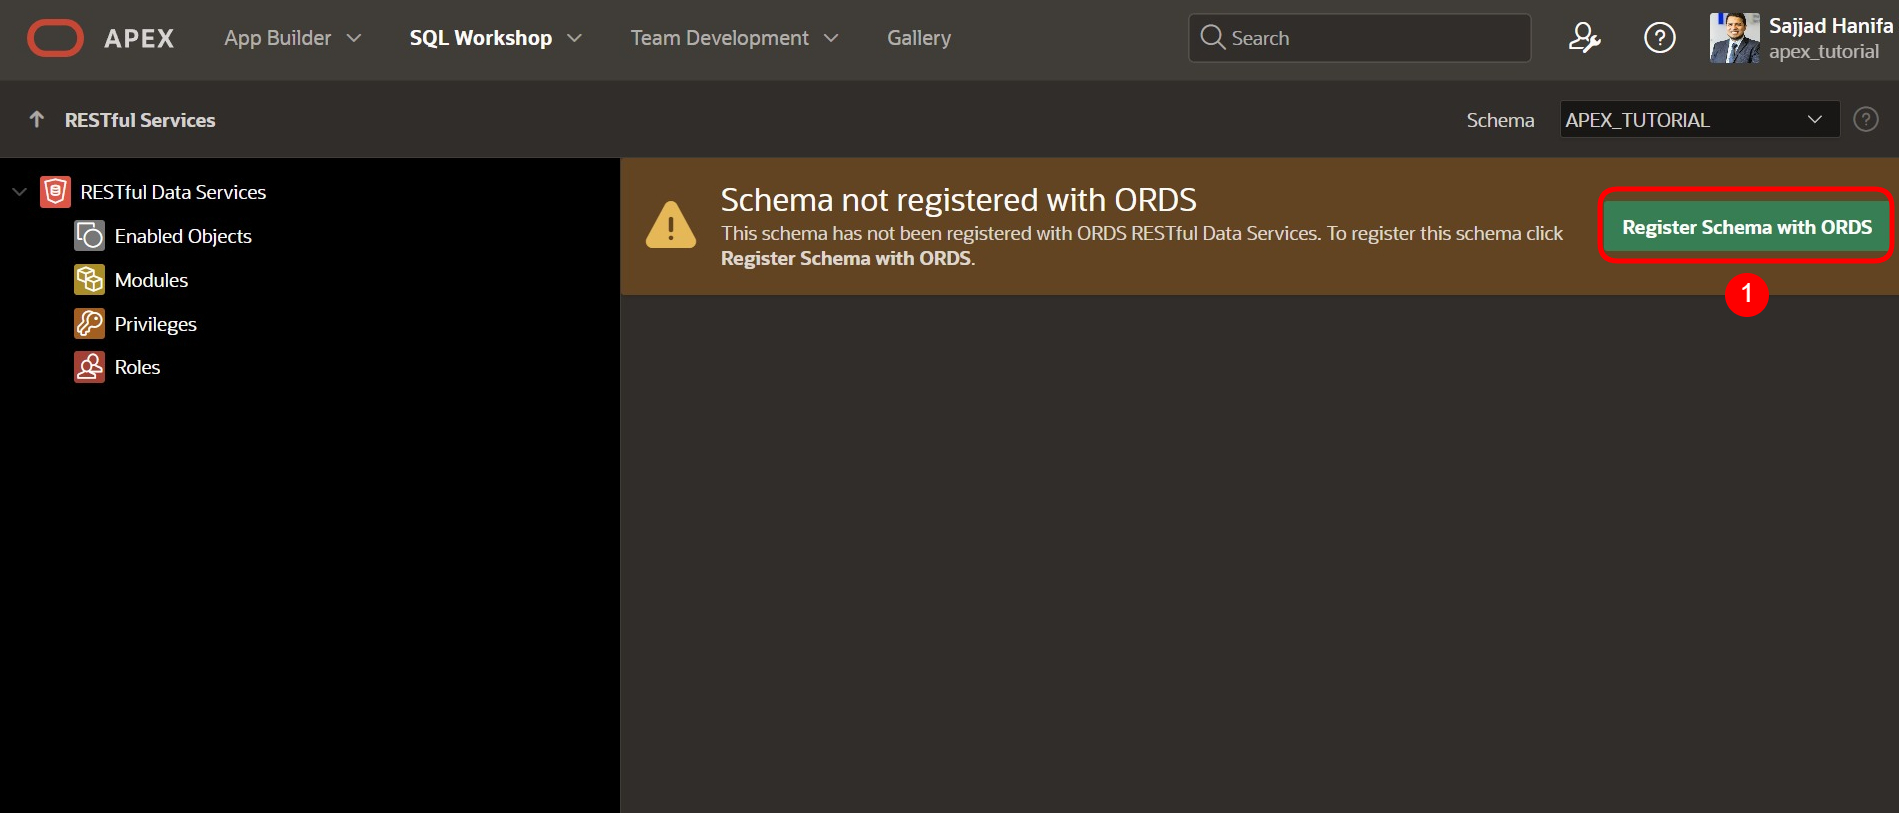 APEX
App Builder
SQL Workshop
Team Development
Gallery
Search
Sajjad Hanifa
apex_tutorial
RESTful Services
Schema
APEX_TUTORIAL
RESTful Data Services
Enabled Objects
Modules
Privileges
Roles
Schema not registered with ORDS
This schema has not been registered with ORDS RESTful Data Services. To register this schema click
Register Schema with ORDS.
Register Schema with ORDS
1